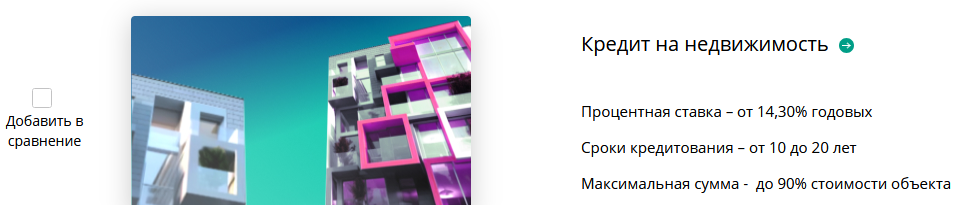 Добавить в
сравнение
Кредит на недвижимость
Процентная ставка – от 14,30% годовых
Сроки кредитования – от 10 до 20 лет
Максимальная сумма - до 90% стоимости объекта